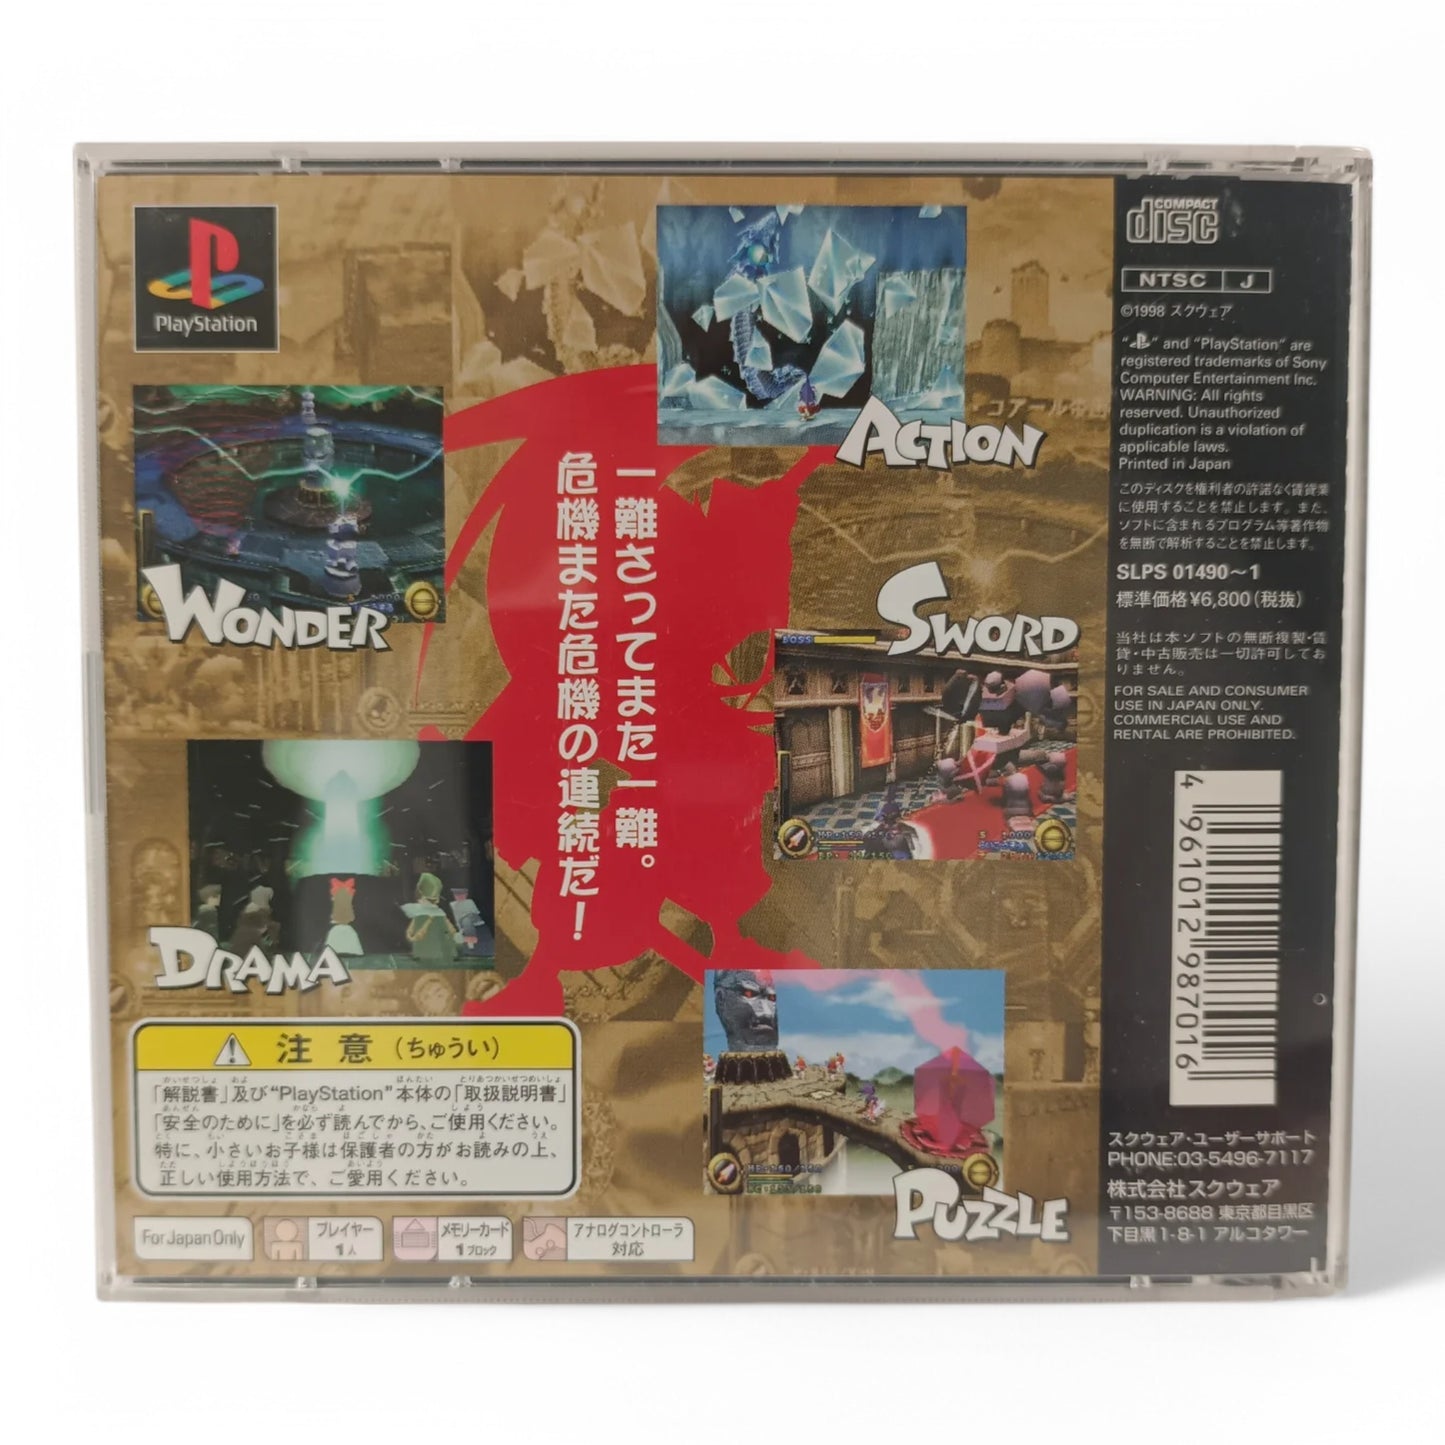 PlayStation
ACTION
WONDER
一難さってまた一難。
危機また危機の連続だ！
SWORD
BOSS
DRAMA
PUZZLE
注意（ちゅうい）
「解説書」及び“PlayStation”本体の「取扱説明書」
「安全のために」を必ず読んでから、ご使用ください。
特に、小さいお子様は保護者の方がお読みの上、
正しい使用方法で、ご愛用ください。
For Japan Only
プレイヤー
1人
メモリーカード
1ブロック
アナログコントローラ
対応
COMPACT
disc
NTSC J
©1998 スクウェア
“ ” and “PlayStation” are
registered trademarks of Sony
Computer Entertainment Inc.
WARNING: All rights
reserved. Unauthorized
duplication is a violation of
applicable laws.
Printed in Japan
このディスクを権利者の許諾なく賃貸業
に使用することを禁止します。また、
ソフトに含まれるプログラム等著作物
を無断で解析することを禁止します。
SLPS 01490～1
標準価格¥6,800（税抜）
当社は本ソフトの無断複製・賃
貸・中古販売は一切許可してお
りません。
FOR SALE AND CONSUMER
USE IN JAPAN ONLY.
COMMERCIAL USE AND
RENTAL ARE PROHIBITED.
4 961012 987016
スクウェア・ユーザーサポート
PHONE:03-5496-7117
株式会社スクウェア
〒153-8688 東京都目黒区
下目黒1-8-1 アルコタワー